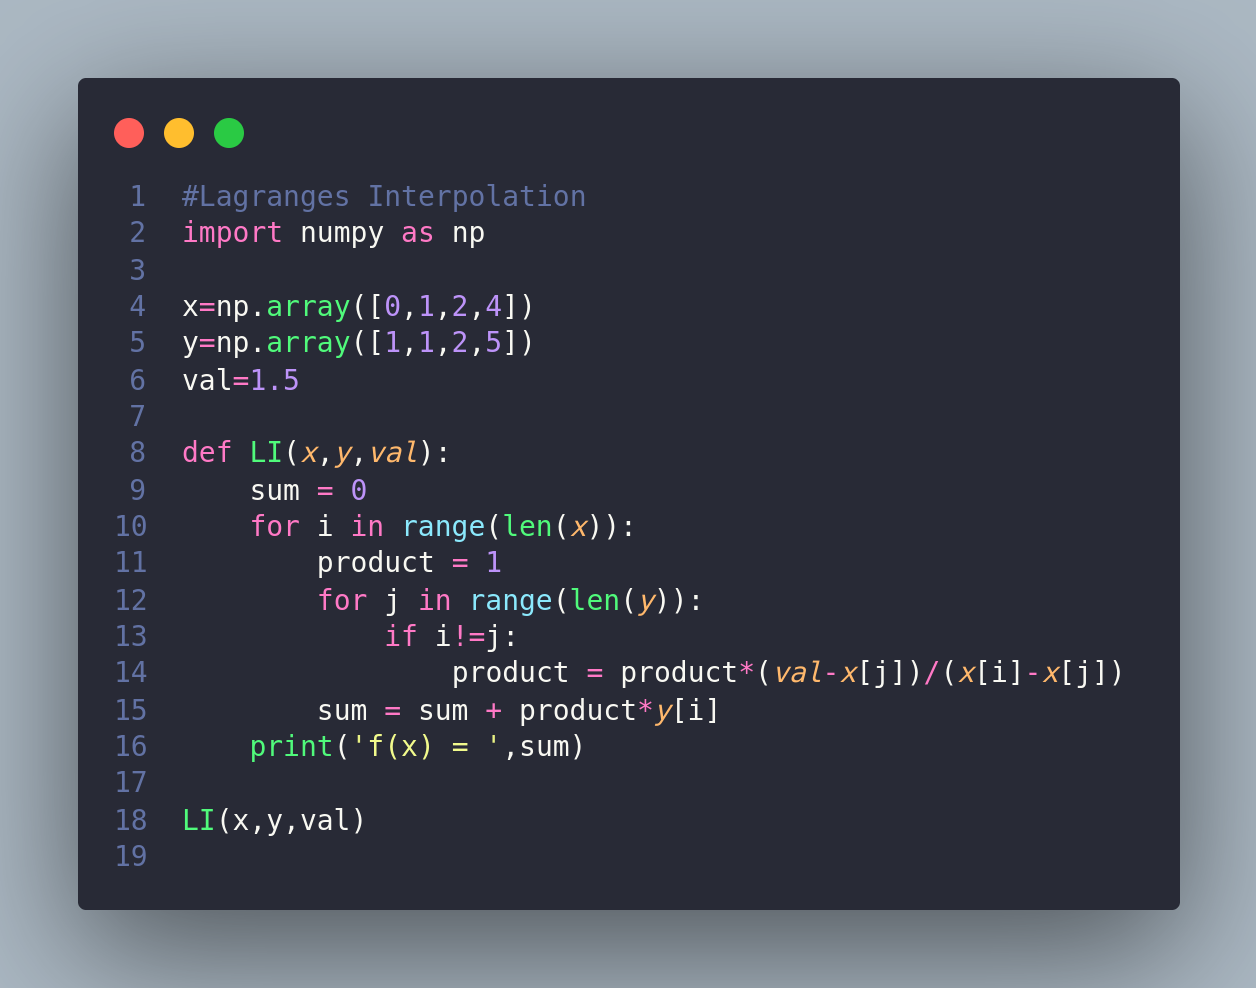 1 #Lagranges Interpolation
2 import numpy as np
3
4 x=np.array([0,1,2,4])
5 y=np.array([1,1,2,5])
6 val=1.5
7
8 def LI(x,y,val):
9     sum = 0
10     for i in range(len(x)):
11         product = 1
12         for j in range(len(y)):
13             if i!=j:
14                 product = product*(val-x[j])/(x[i]-x[j])
15         sum = sum + product*y[i]
16     print('f(x) = ',sum)
17
18 LI(x,y,val)
19